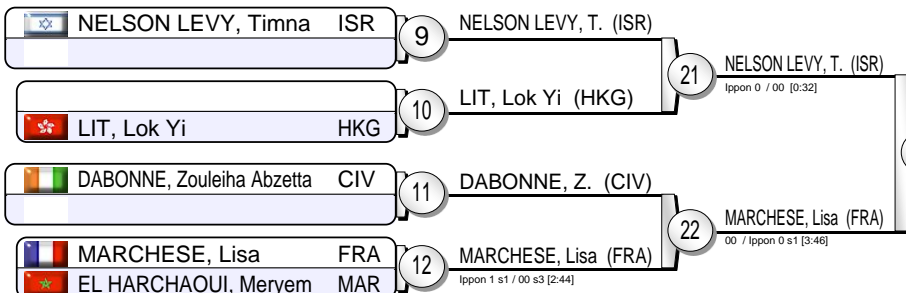 NELSON LEVY, Timna ISR
9
NELSON LEVY, T. (ISR)
21
NELSON LEVY, T. (ISR)
Ippon 0 / 00 [0:32]
10
LIT, Lok Yi (HKG)
LIT, Lok Yi HKG
DABONNE, Zouleiha Abzetta CIV
11
DABONNE, Z. (CIV)
22
MARCHESE, Lisa (FRA)
00 / Ippon 0 s1 [3:46]
MARCHESE, Lisa FRA
12
MARCHESE, Lisa (FRA)
Ippon 1 s1 / 00 s3 [2:44]
EL HARCHAOUI, Meryem MAR